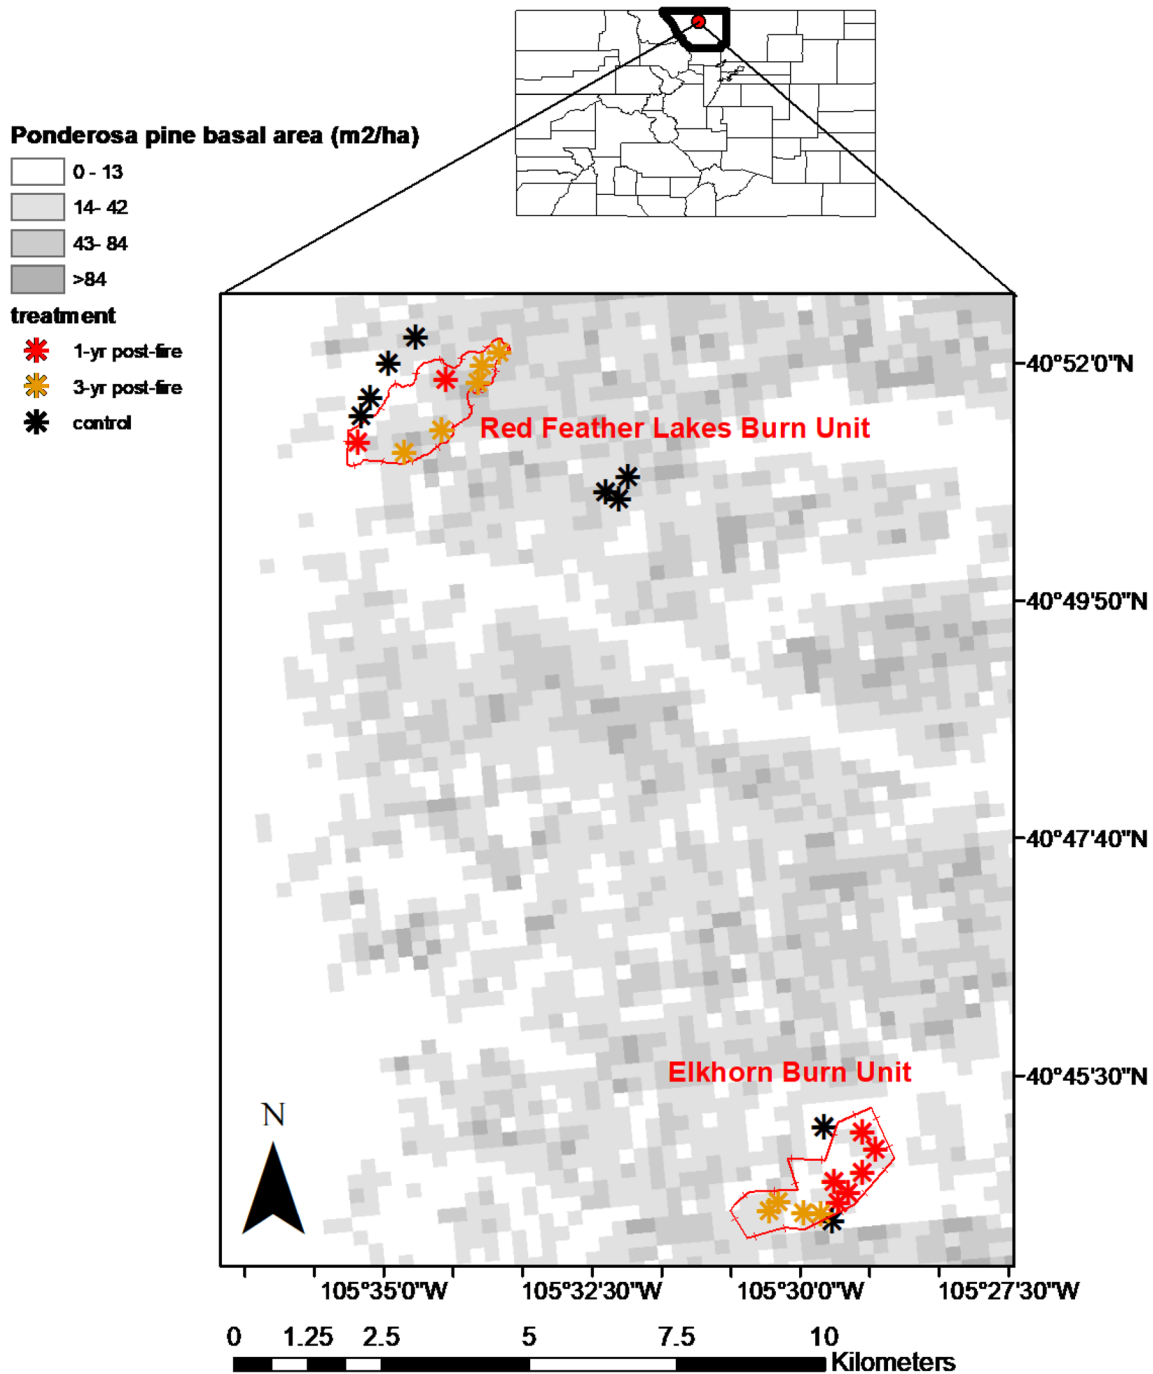 Ponderosa pine basal area (m2/ha)
0 - 13
14- 42
43- 84
>84
treatment
1-yr post-fire
3-yr post-fire
control
40°52'0"N
Red Feather Lakes Burn Unit
40°49'50"N
40°47'40"N
Elkhorn Burn Unit
40°45'30"N
N
105°35'0"W
105°32'30"W
105°30'0"W
105°27'30"W
0
1.25
2.5
5
7.5
10
Kilometers